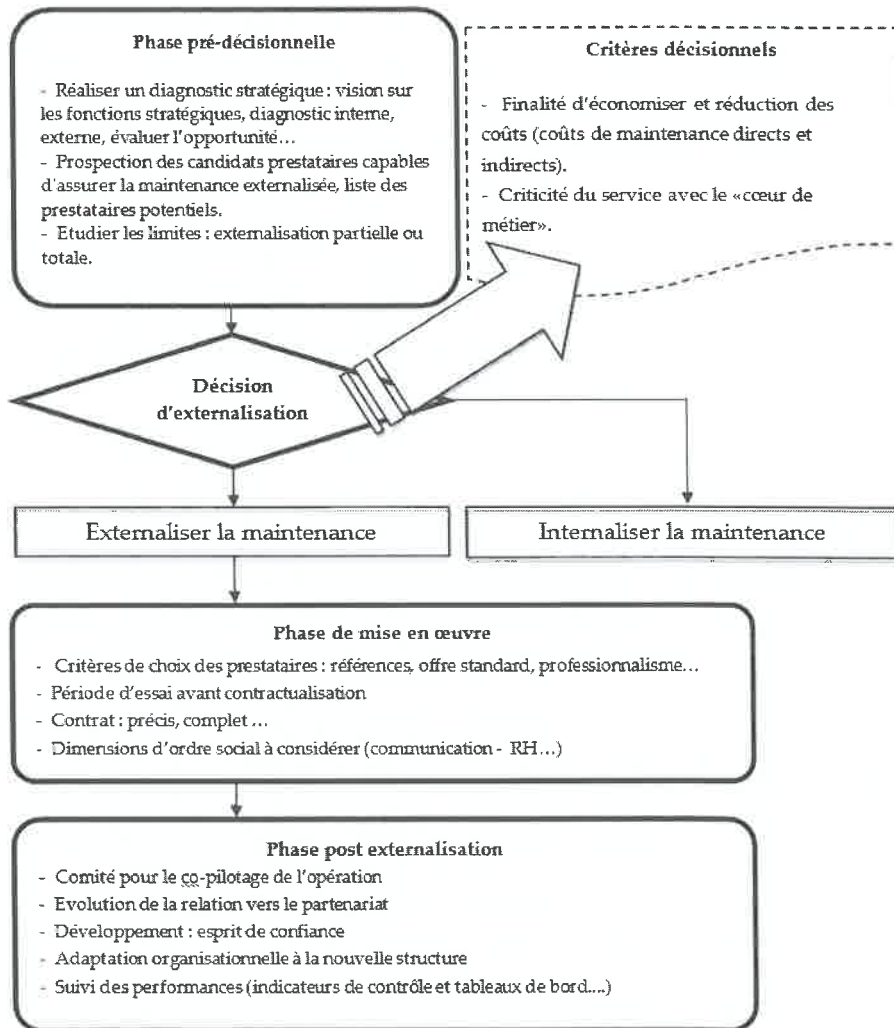 Phase pré-décisionnelle
- Réaliser un diagnostic stratégique : vision sur
les fonctions stratégiques, diagnostic interne,
externe, évaluer l'opportunité…
- Prospection des candidats prestataires capables
d'assurer la maintenance externalisée, liste des
prestataires potentiels.
- Etudier les limites : externalisation partielle ou
totale.
Critères décisionnels
- Finalité d'économiser et réduction des
coûts (coûts de maintenance directs et
indirects).
- Criticité du service avec le «cœur de
métier».
Décision
d'externalisation
Externaliser la maintenance
Internaliser la maintenance
Phase de mise en œuvre
- Critères de choix des prestataires : références, offre standard, professionnalisme…
- Période d'essai avant contractualisation
- Contrat : précis, complet …
- Dimensions d'ordre social à considérer (communication - RH…)
Phase post externalisation
- Comité pour le co-pilotage de l'opération
- Evolution de la relation vers le partenariat
- Développement : esprit de confiance
- Adaptation organisationnelle à la nouvelle structure
- Suivi des performances (indicateurs de contrôle et tableaux de bord….)